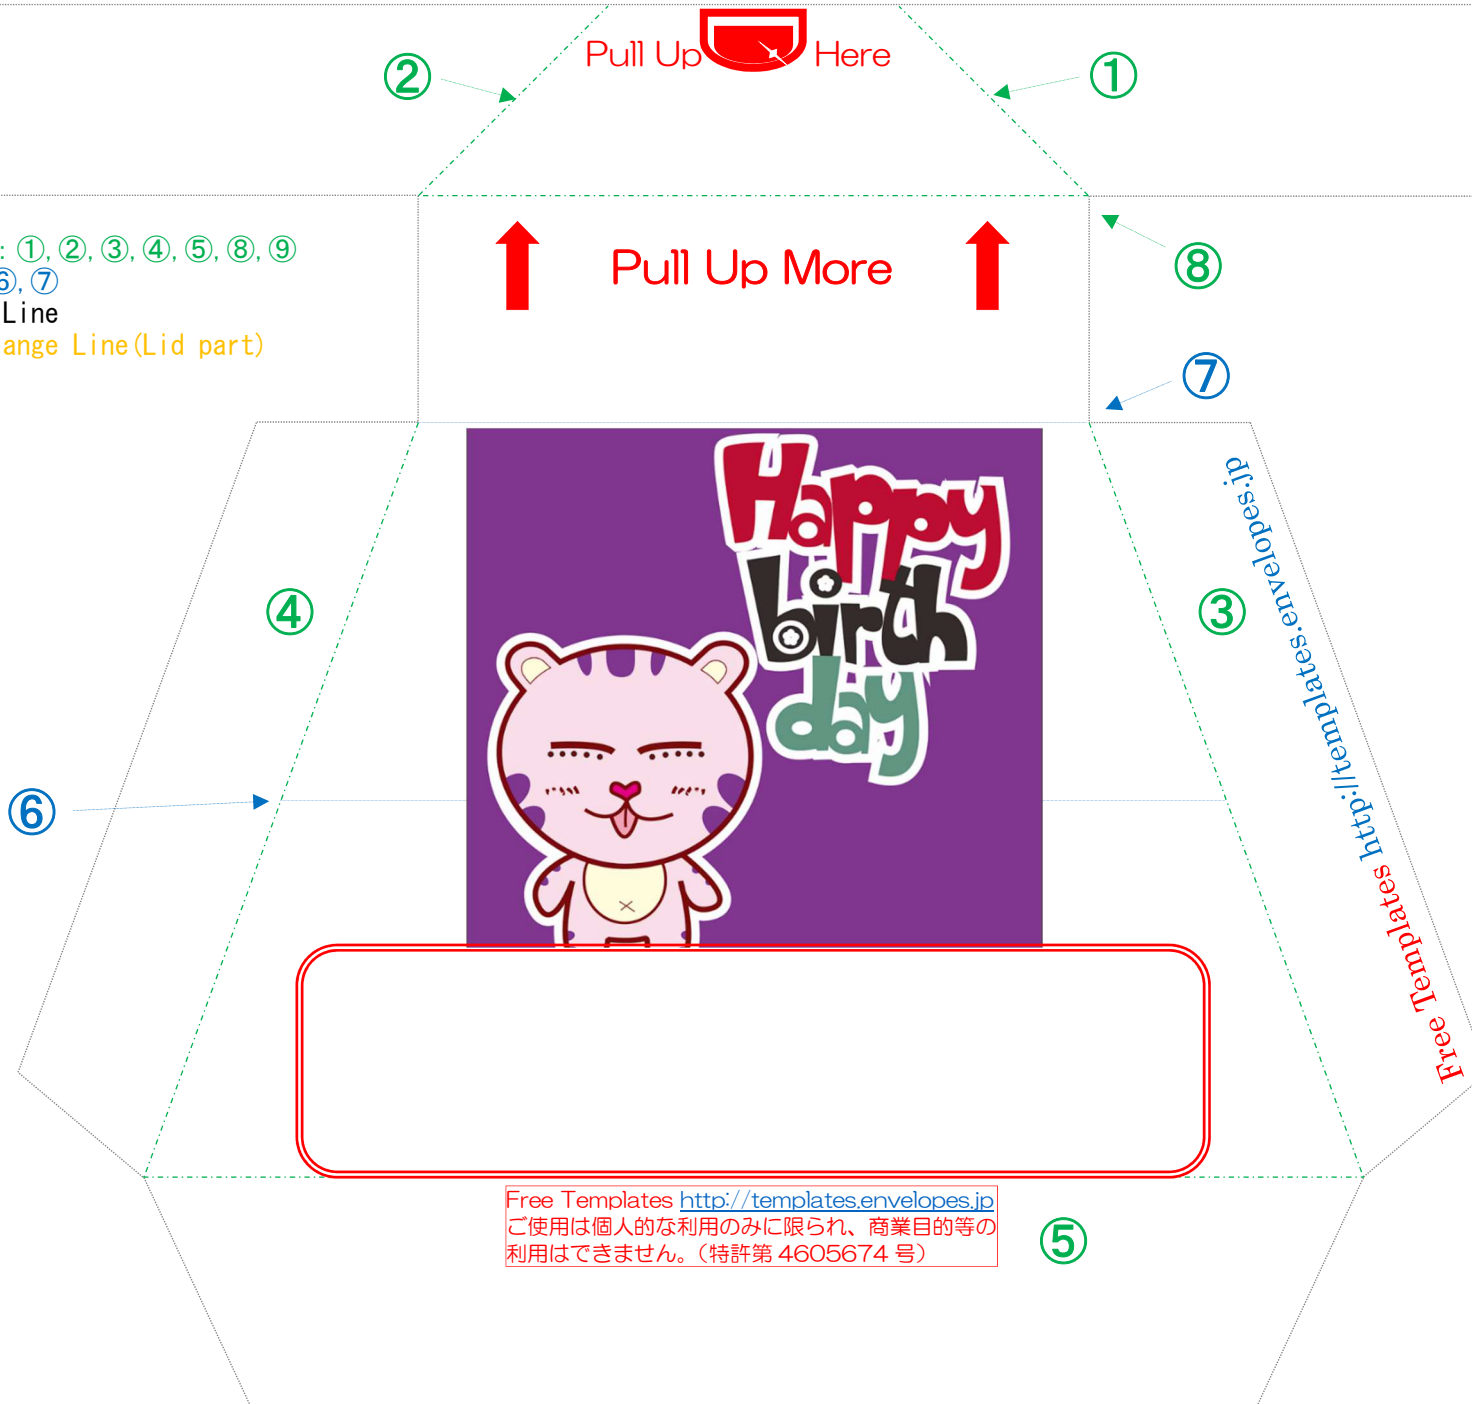 Pull Up Here
②
①
: ①, ②, ③, ④, ⑤, ⑧, ⑨
⑥, ⑦
Line
ange Line(Lid part)
Pull Up More
⑧
⑦
Happy
birth
day
④
③
⑥
Free Templates http://templates.envelopes.jp
Free Templates http://templates.envelopes.jp
ご使用は個人的な利用のみに限られ、商業目的等の
利用はできません。（特許第 4605674 号）
⑤